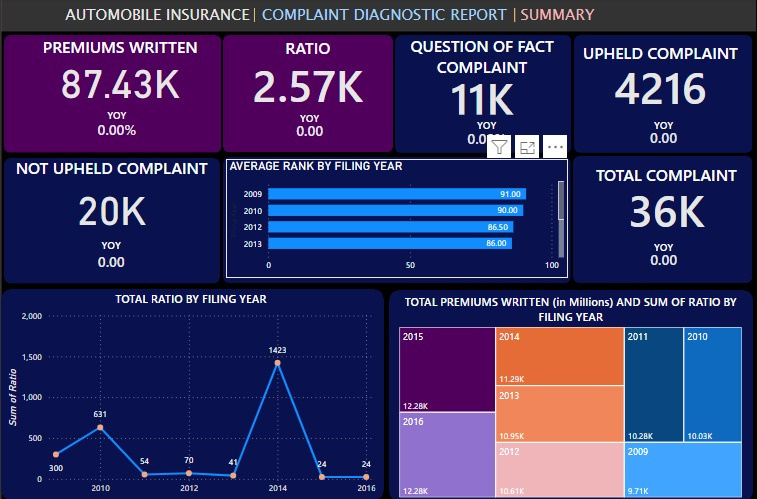 AUTOMOBILE INSURANCE | COMPLAINT DIAGNOSTIC REPORT | SUMMARY
PREMIUMS WRITTEN
87.43K
YOY
0.00%
RATIO
2.57K
YOY
0.00
QUESTION OF FACT
COMPLAINT
11K
YOY
UPHELD COMPLAINT
4216
YOY
0.00
NOT UPHELD COMPLAINT
20K
YOY
0.00
AVERAGE RANK BY FILING YEAR
2009 91.00
2010 90.00
2012 86.50
2013 86.00
0 50 100
TOTAL COMPLAINT
36K
YOY
0.00
TOTAL RATIO BY FILING YEAR
Sum of Ratio
2,000
1,500
1,000
500
0
300
631
54
70
41
1423
24
24
2010 2012 2014 2016
TOTAL PREMIUMS WRITTEN (in Millions) AND SUM OF RATIO BY
FILING YEAR
2015
12.28K
2016
12.28K
2014
11.29K
2013
10.95K
2012
10.61K
2011
10.28K
2010
10.03K
2009
9.71K